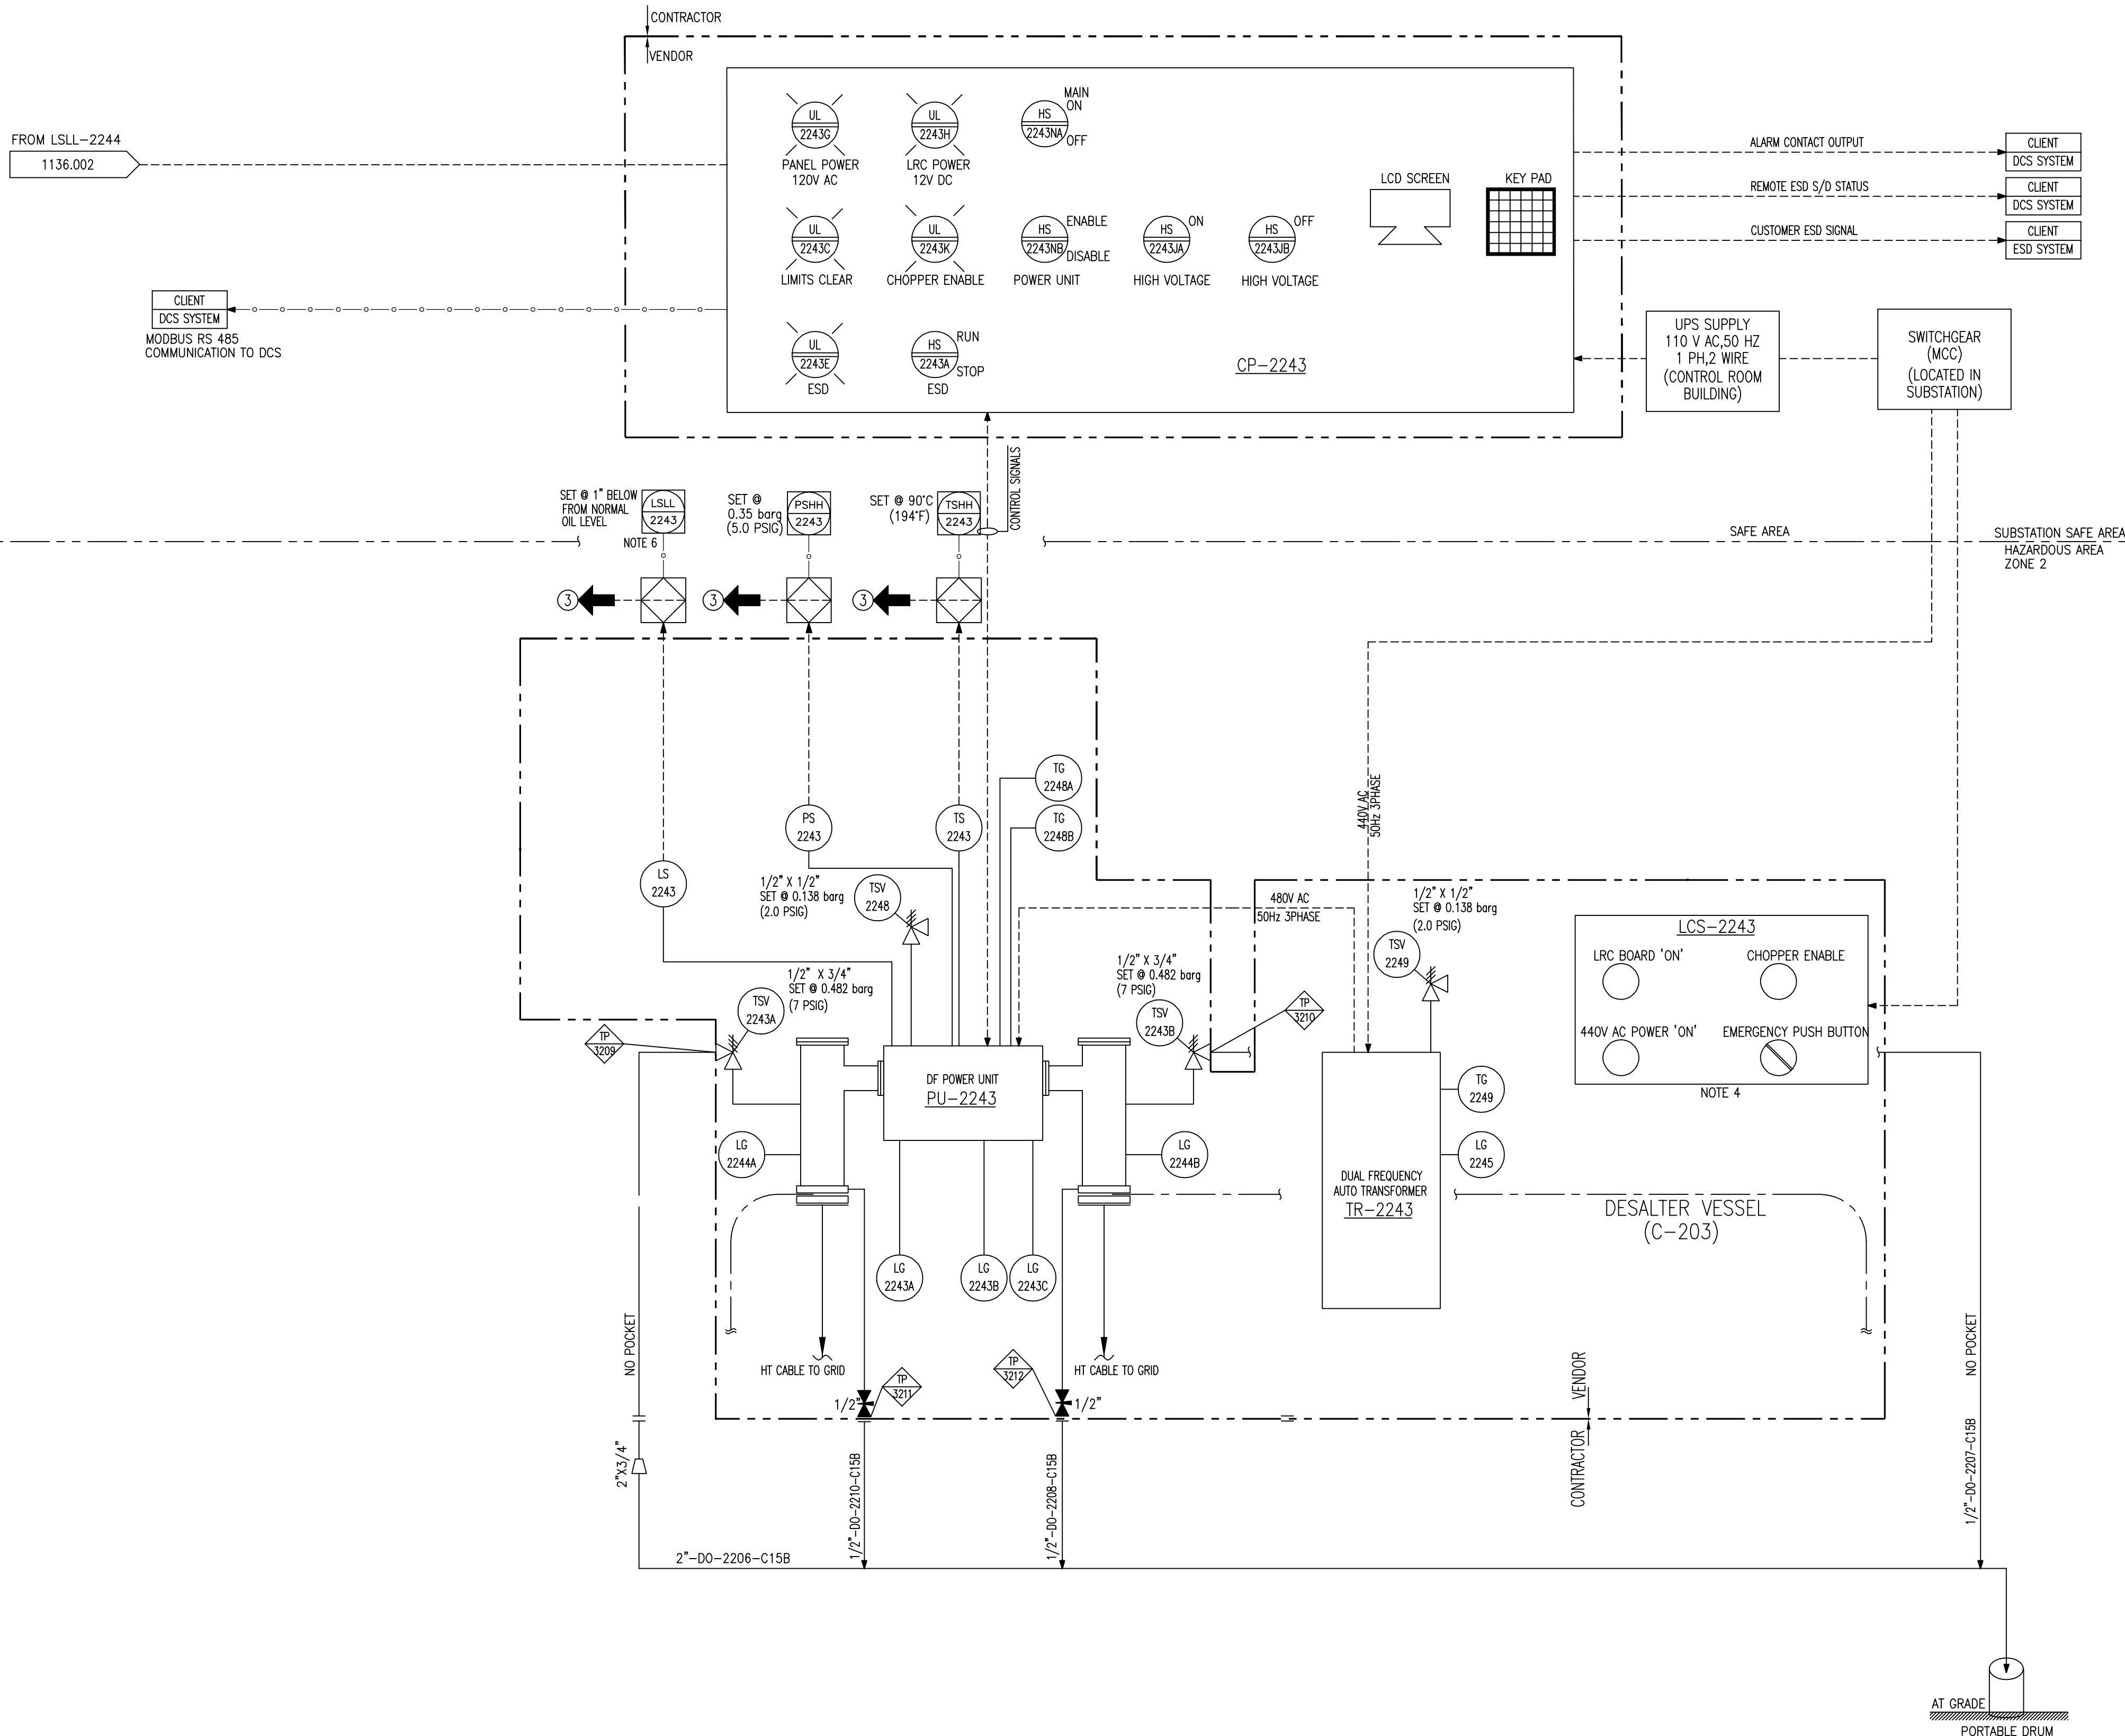 CONTRACTOR
VENDOR
FROM LSLL-2244
1136.002
UL
2243G
PANEL POWER
120V AC
UL
2243H
LRC POWER
12V DC
MAIN
ON
HS
2243NA
OFF
UL
2243C
LIMITS CLEAR
UL
2243K
CHOPPER ENABLE
HS
2243NB
ENABLE
DISABLE
POWER UNIT
HS
2243JA
ON
HIGH VOLTAGE
HS
2243JB
OFF
HIGH VOLTAGE
LCD SCREEN
KEY PAD
UL
2243E
ESD
HS
2243A
RUN
STOP
ESD
CP-2243
ALARM CONTACT OUTPUT
CLIENT
DCS SYSTEM
REMOTE ESD S/D STATUS
CLIENT
DCS SYSTEM
CUSTOMER ESD SIGNAL
CLIENT
ESD SYSTEM
CLIENT
DCS SYSTEM
MODBUS RS 485
COMMUNICATION TO DCS
UPS SUPPLY
110 V AC,50 HZ
1 PH,2 WIRE
(CONTROL ROOM
BUILDING)
SWITCHGEAR
(MCC)
(LOCATED IN
SUBSTATION)
SET @ 1" BELOW
FROM NORMAL
OIL LEVEL
LSLL
2243
NOTE 6
SET @
0.35 barg
(5.0 PSIG)
PSHH
2243
SET @ 90°C
(194°F)
TSHH
2243
CONTROL SIGNALS
SAFE AREA
SUBSTATION SAFE AREA
HAZARDOUS AREA
ZONE 2
3
3
3
TG
2248A
TG
2248B
PS
2243
TS
2243
LS
2243
440V AC
50Hz 3PHASE
1/2" X 1/2"
SET @ 0.138 barg
(2.0 PSIG)
TSV
2248
480V AC
50Hz 3PHASE
1/2" X 1/2"
SET @ 0.138 barg
(2.0 PSIG)
TSV
2249
LCS-2243
LRC BOARD 'ON'
CHOPPER ENABLE
440V AC POWER 'ON'
EMERGENCY PUSH BUTTON
NOTE 4
1/2" X 3/4"
SET @ 0.482 barg
(7 PSIG)
TSV
2243A
TP
3209
1/2" X 3/4"
SET @ 0.482 barg
(7 PSIG)
TSV
2243B
TP
3210
DF POWER UNIT
PU-2243
TG
2249
LG
2244A
LG
2244B
LG
2245
DUAL FREQUENCY
AUTO TRANSFORMER
TR-2243
DESALTER VESSEL
(C-203)
LG
2243A
LG
2243B
LG
2243C
NO POCKET
HT CABLE TO GRID
HT CABLE TO GRID
TP
3211
1/2"
TP
3212
1/2"
VENDOR
CONTRACTOR
NO POCKET
2"X3/4"
1/2"-DO-2210-C15B
1/2"-DO-2208-C15B
1/2"-DO-2207-C15B
2"-DO-2206-C15B
AT GRADE
PORTABLE DRUM